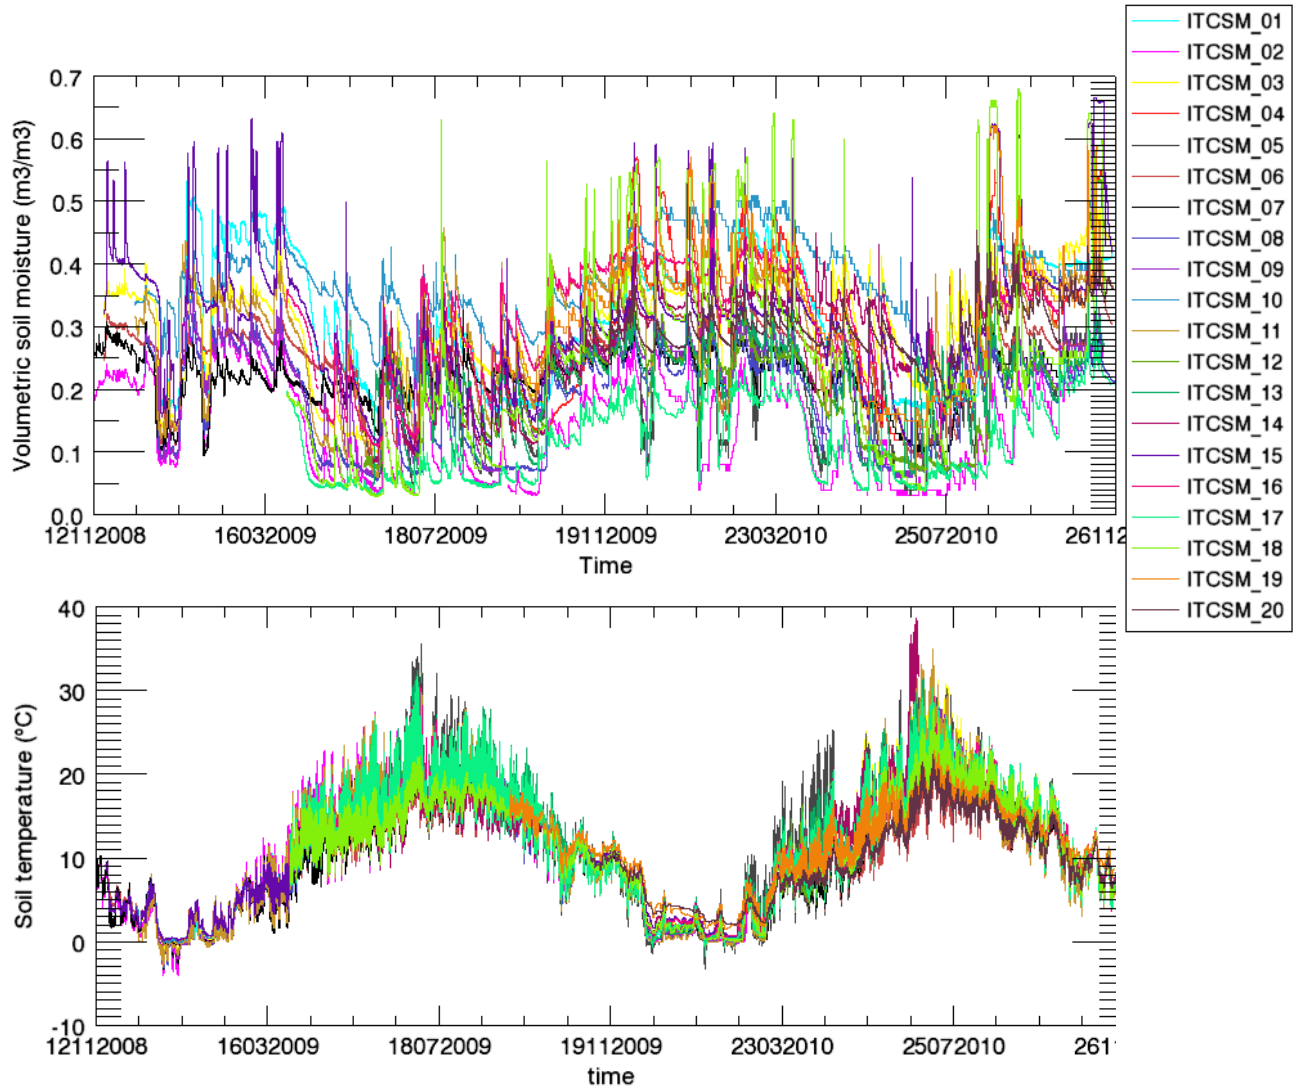 ITCSM_01
ITCSM_02
ITCSM_03
ITCSM_04
ITCSM_05
ITCSM_06
ITCSM_07
ITCSM_08
ITCSM_09
ITCSM_10
ITCSM_11
ITCSM_12
ITCSM_13
ITCSM_14
ITCSM_15
ITCSM_16
ITCSM_17
ITCSM_18
ITCSM_19
ITCSM_20
Volumetric soil moisture (m3/m3)
0.7
0.6
0.5
0.4
0.3
0.2
0.1
0.0
12112008 16032009 18072009 19112009 23032010 25072010 26112
Time
Soil temperature (°C)
40
30
20
10
0
-10
12112008 16032009 18072009 19112009 23032010 25072010 2611
time